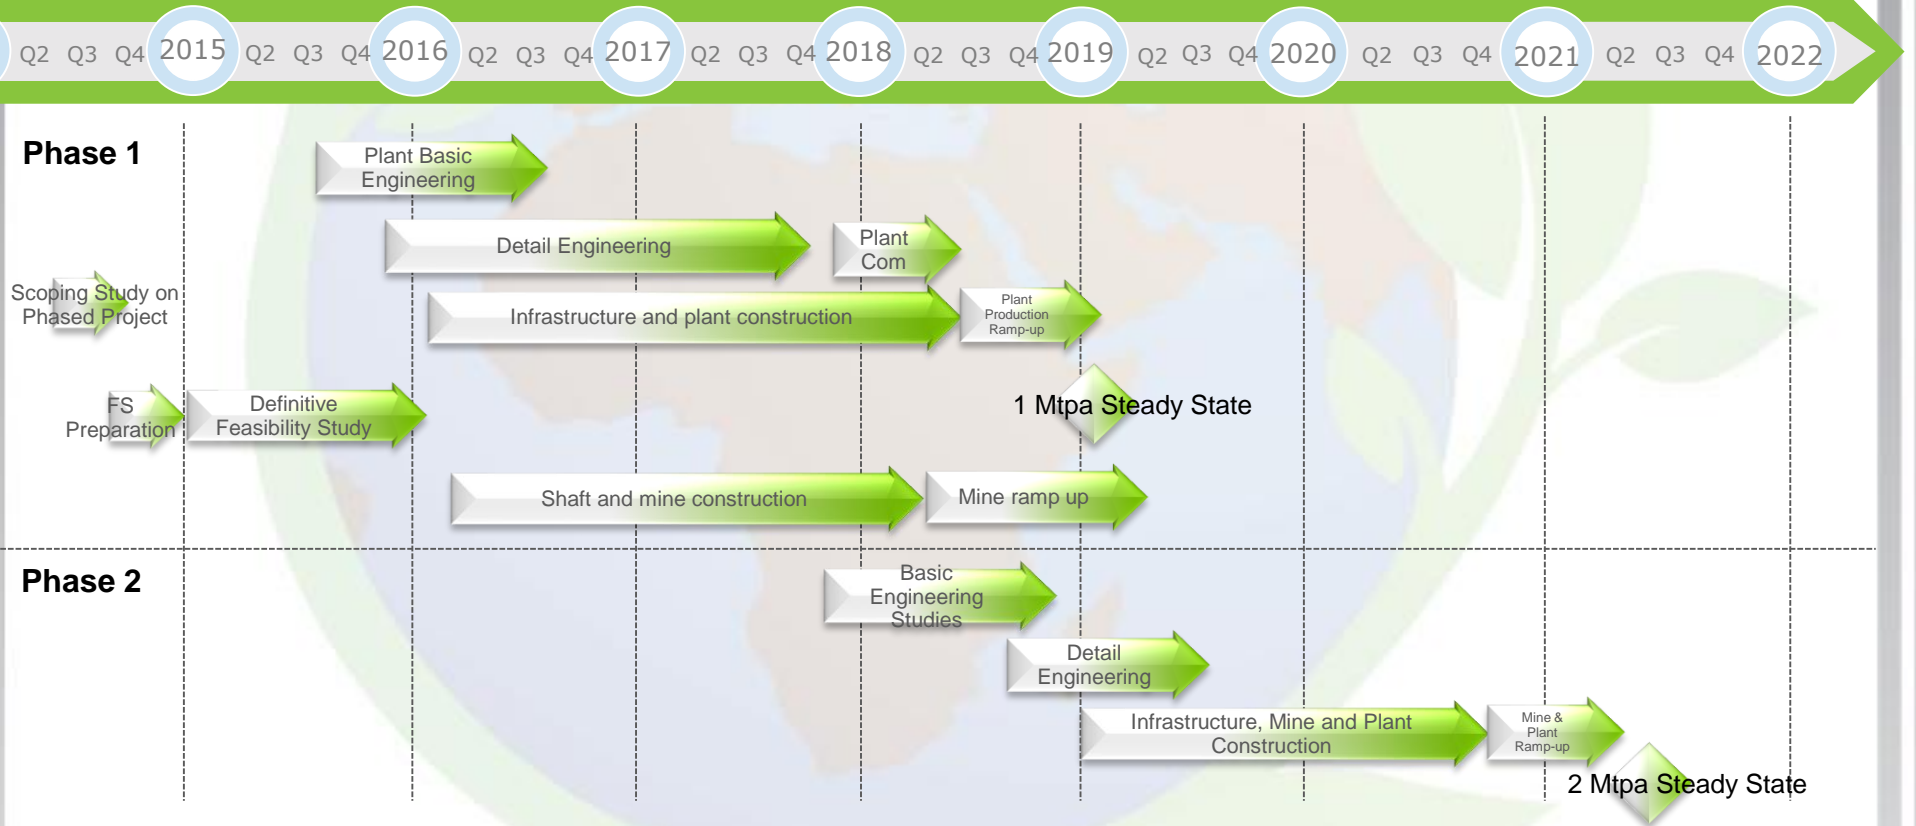 Q2 Q3 Q4 2015 Q2 Q3 Q4 2016 Q2 Q3 Q4 2017 Q2 Q3 Q4 2018 Q2 Q3 Q4 2019 Q2 Q3 Q4 2020 Q2 Q3 Q4 2021 Q2 Q3 Q4 2022
Phase 1
Plant Basic
Engineering
Detail Engineering
Plant
Com
Scoping Study on
Phased Project
Infrastructure and plant construction
Plant
Production
Ramp-up
FS
Preparation
Definitive
Feasibility Study
1 Mtpa Steady State
Shaft and mine construction
Mine ramp up
Phase 2
Basic
Engineering
Studies
Detail
Engineering
Infrastructure, Mine and Plant
Construction
Mine &
Plant
Ramp-up
2 Mtpa Steady State